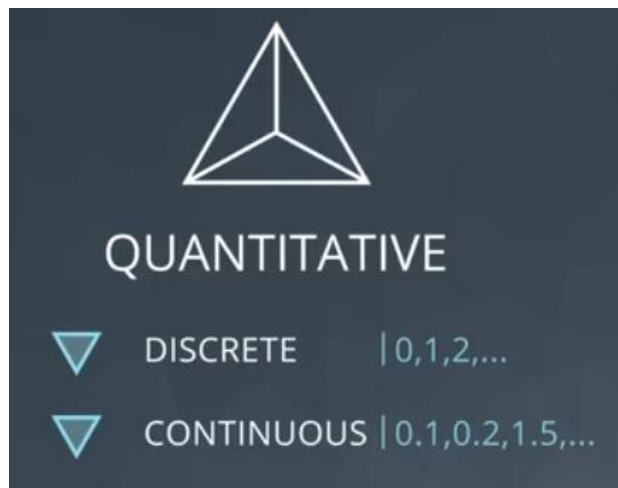 QUANTITATIVE
DISCRETE |0,1,2,...
CONTINUOUS |0.1,0.2,1.5,...